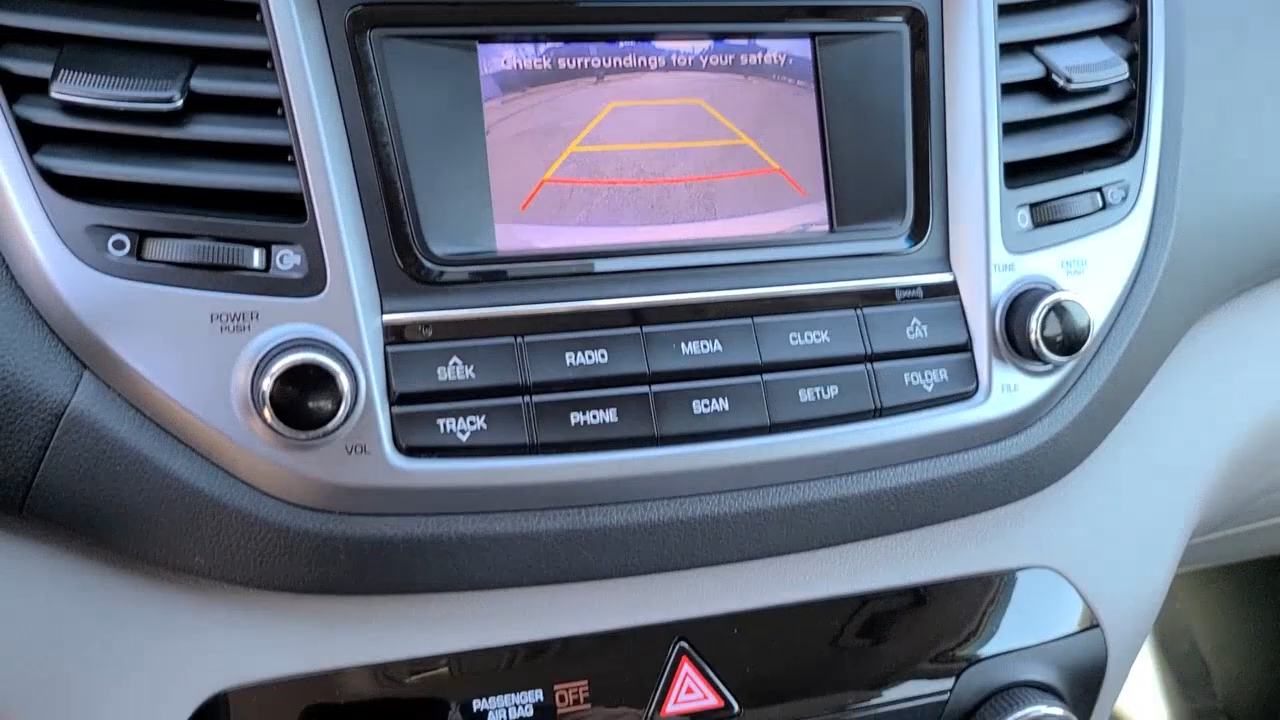 Check surroundings for your safety.
POWER
PUSH
VOL
SEEK
RADIO
MEDIA
CLOCK
CAT
TRACK
PHONE
SCAN
SETUP
FOLDER
TUNE
ENTER
PUSH
FILE
PASSENGER
AIR BAG
OFF